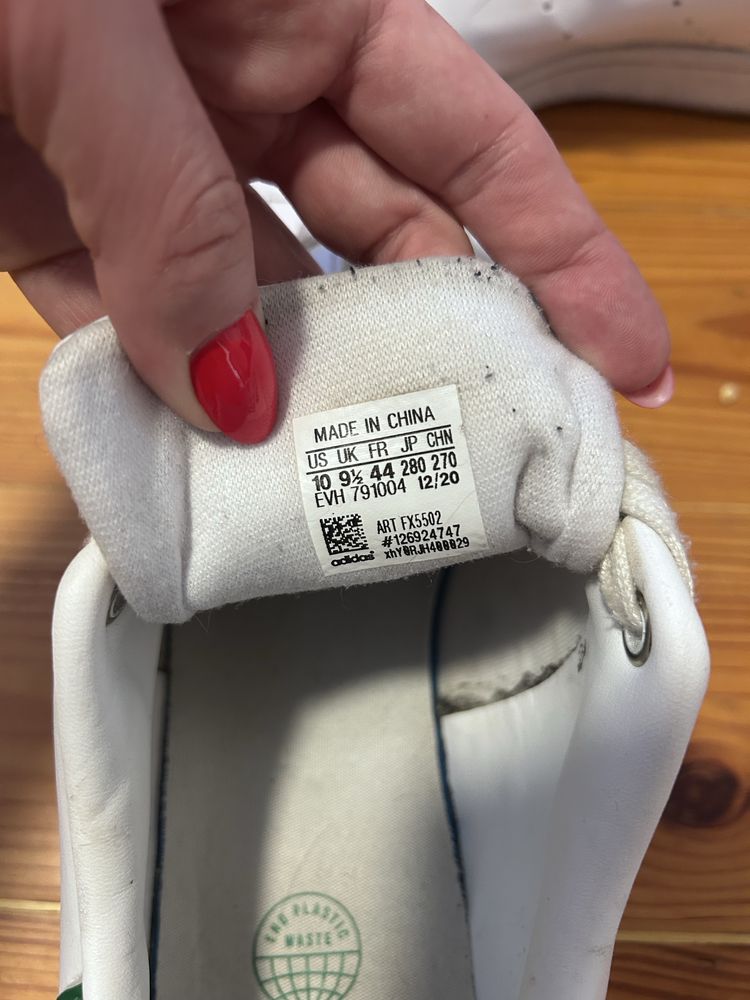 MADE IN CHINA
US UK FR JP CHN
10 9½ 44 280 270
EVH 791004 12/20
ART FX5502
#126924747
xhY0RJH400029
adidas
END PLASTIC
WASTE